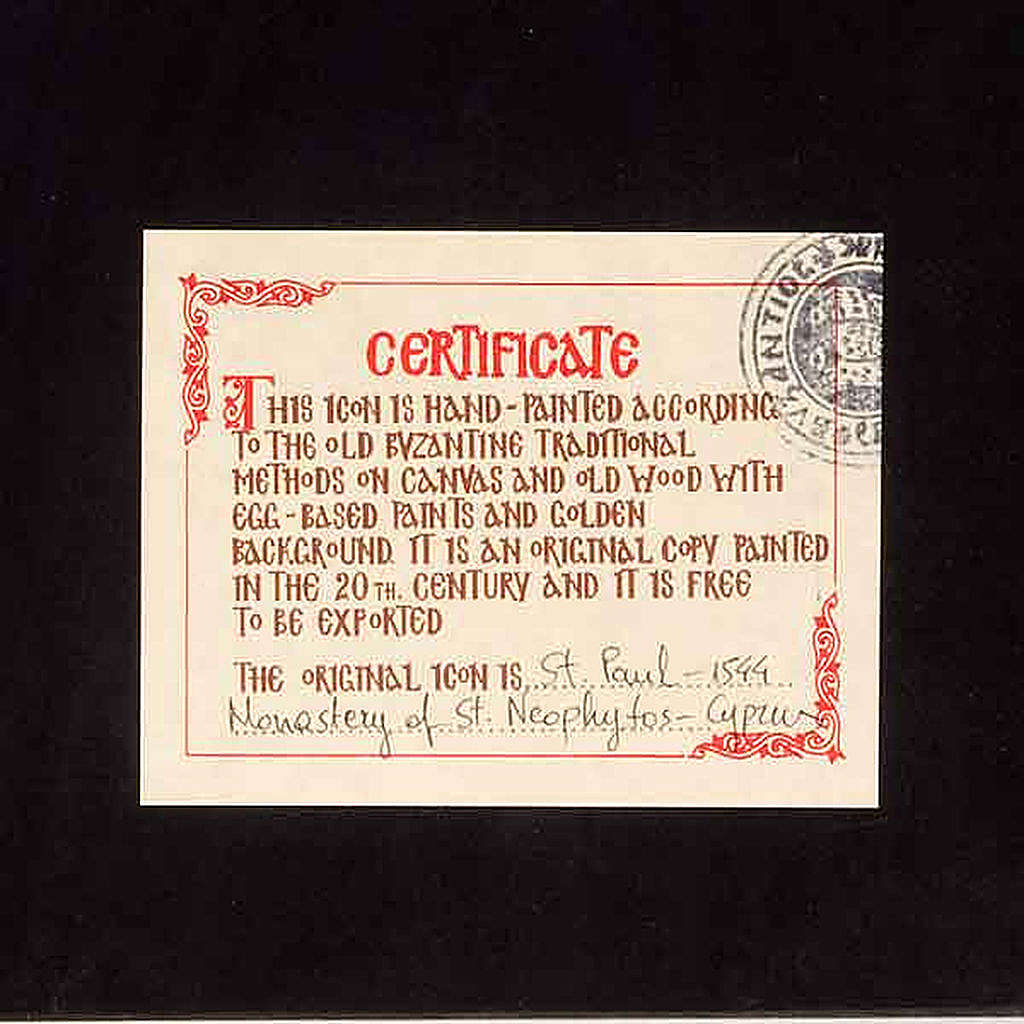 CERTIFICATE
THIS ICON IS HAND-PAINTED ACCORDING
TO THE OLD BYZANTINE TRADITIONAL
METHODS ON CANVAS AND OLD WOOD WITH
EGG-BASED PAINTS AND GOLDEN
BACKGROUND. IT IS AN ORIGINAL COPY PAINTED
IN THE 20TH. CENTURY AND IT IS FREE
TO BE EXPORTED
THE ORIGINAL ICON IS St. Paul - 1544
Monastery of St. Neophytos - Cyprus